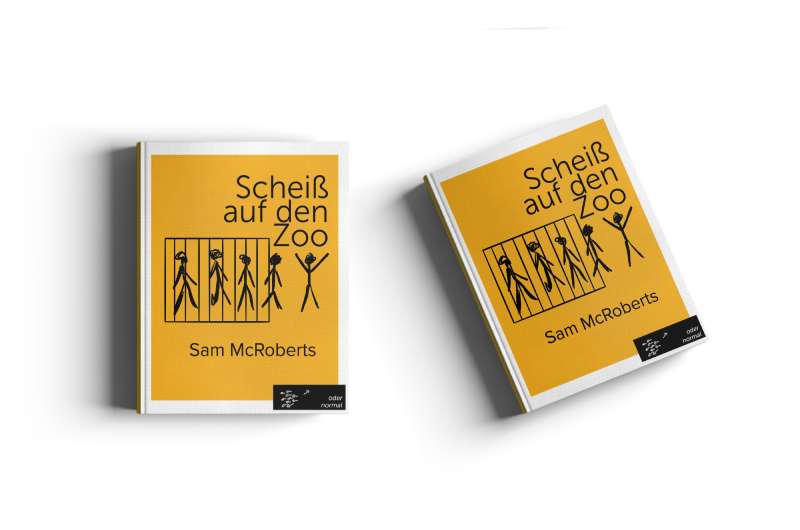 Scheiß
auf den
Zoo
Sam McRoberts
oder
normal
Scheiß
auf den
Zoo
Sam McRoberts
oder
normal